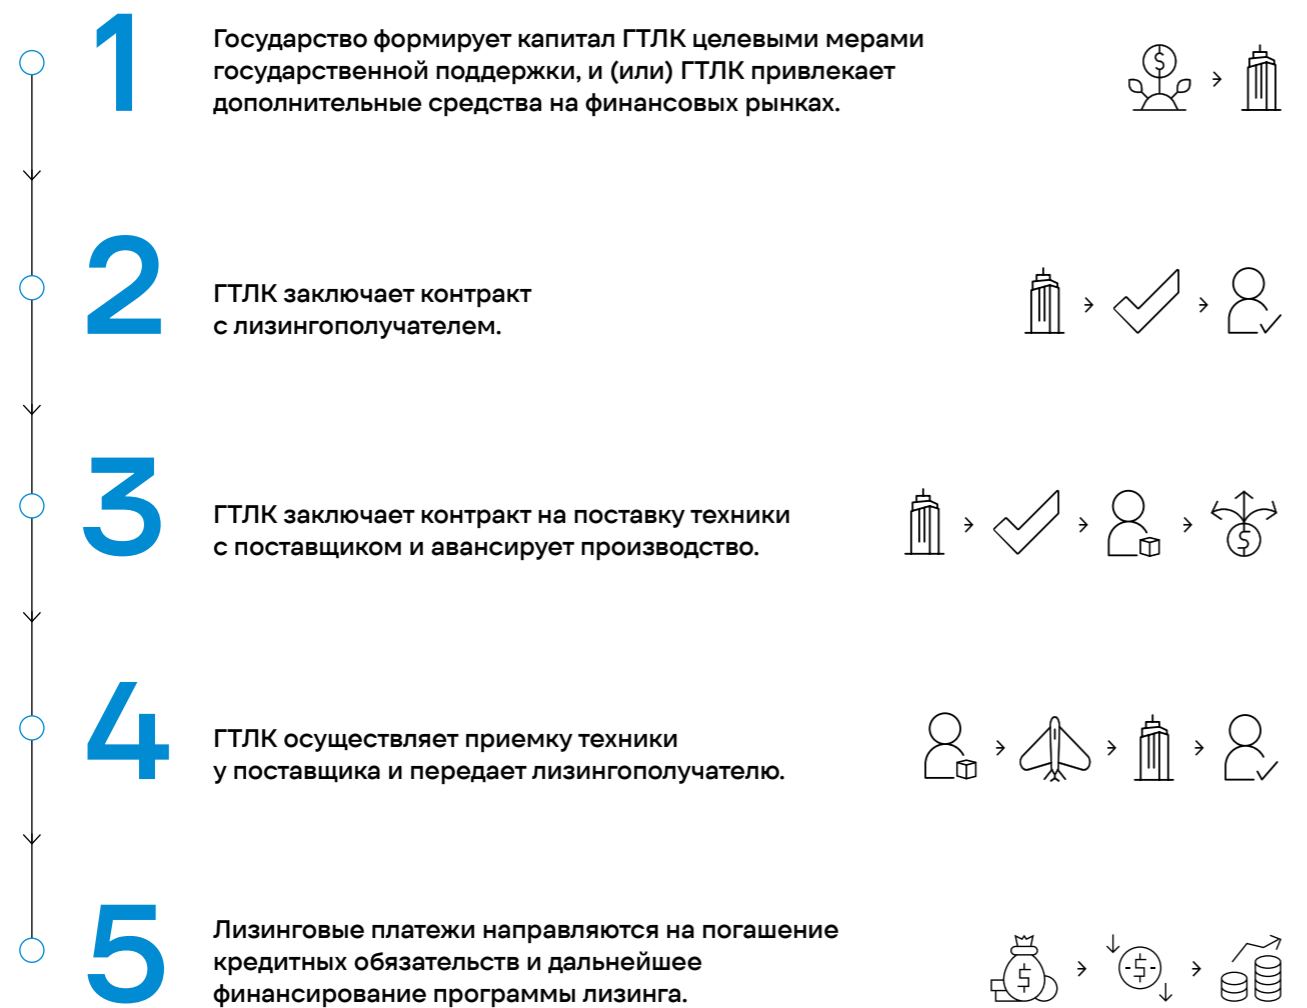 1
Государство формирует капитал ГТЛК целевыми мерами
государственной поддержки, и (или) ГТЛК привлекает
дополнительные средства на финансовых рынках.
2
ГТЛК заключает контракт
с лизингополучателем.
3
ГТЛК заключает контракт на поставку техники
с поставщиком и авансирует производство.
4
ГТЛК осуществляет приемку техники
у поставщика и передает лизингополучателю.
5
Лизинговые платежи направляются на погашение
кредитных обязательств и дальнейшее
финансирование программы лизинга.